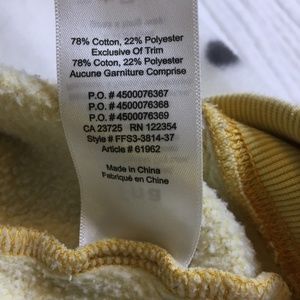 78% Cotton, 22% Polyester
Exclusive Of Trim
78% Coton, 22% Polyester
Aucune Garniture Comprise
P.O. # 4500076367
P.O. # 4500076368
P.O. # 4500076369
CA 23725 RN 122354
Style # FFS3-3814-37
Article # 61962
Made in China
Fabriqué en Chine